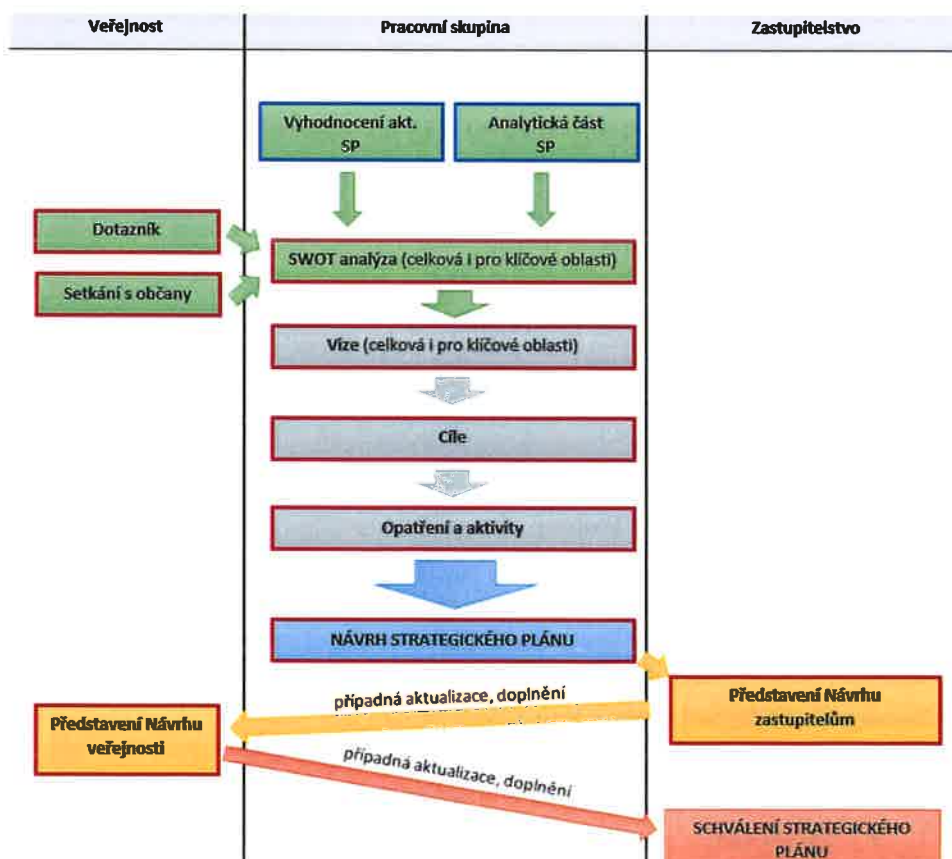 Veřejnost
Pracovní skupina
Zastupitelstvo
Vyhodnocení akt.
SP
Analytická část
SP
Dotazník
SWOT analýza (celková i pro klíčové oblasti)
Setkání s občany
Vize (celková i pro klíčové oblasti)
Cíle
Opatření a aktivity
NÁVRH STRATEGICKÉHO PLÁNU
případná aktualizace, doplnění
Představení Návrhu
zastupitelům
Představení Návrhu
veřejnosti
případná aktualizace, doplnění
SCHVÁLENÍ STRATEGICKÉHO
PLÁNU